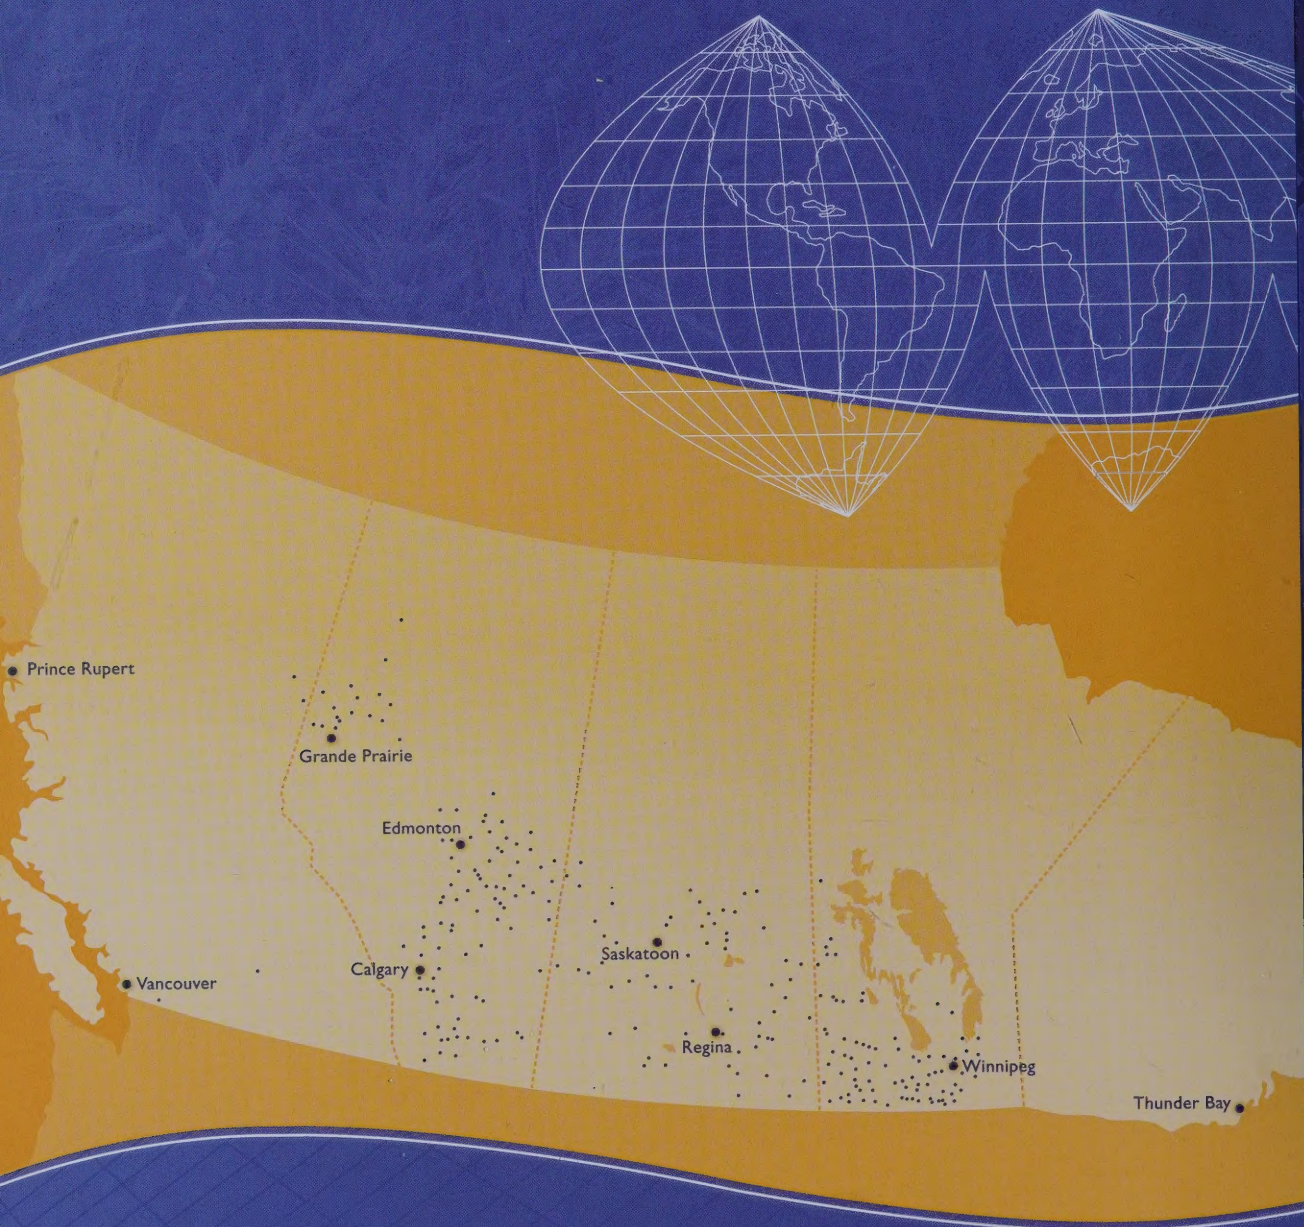 Prince Rupert
Grande Prairie
Edmonton
Saskatoon
Calgary
Vancouver
Regina
Winnipeg
Thunder Bay